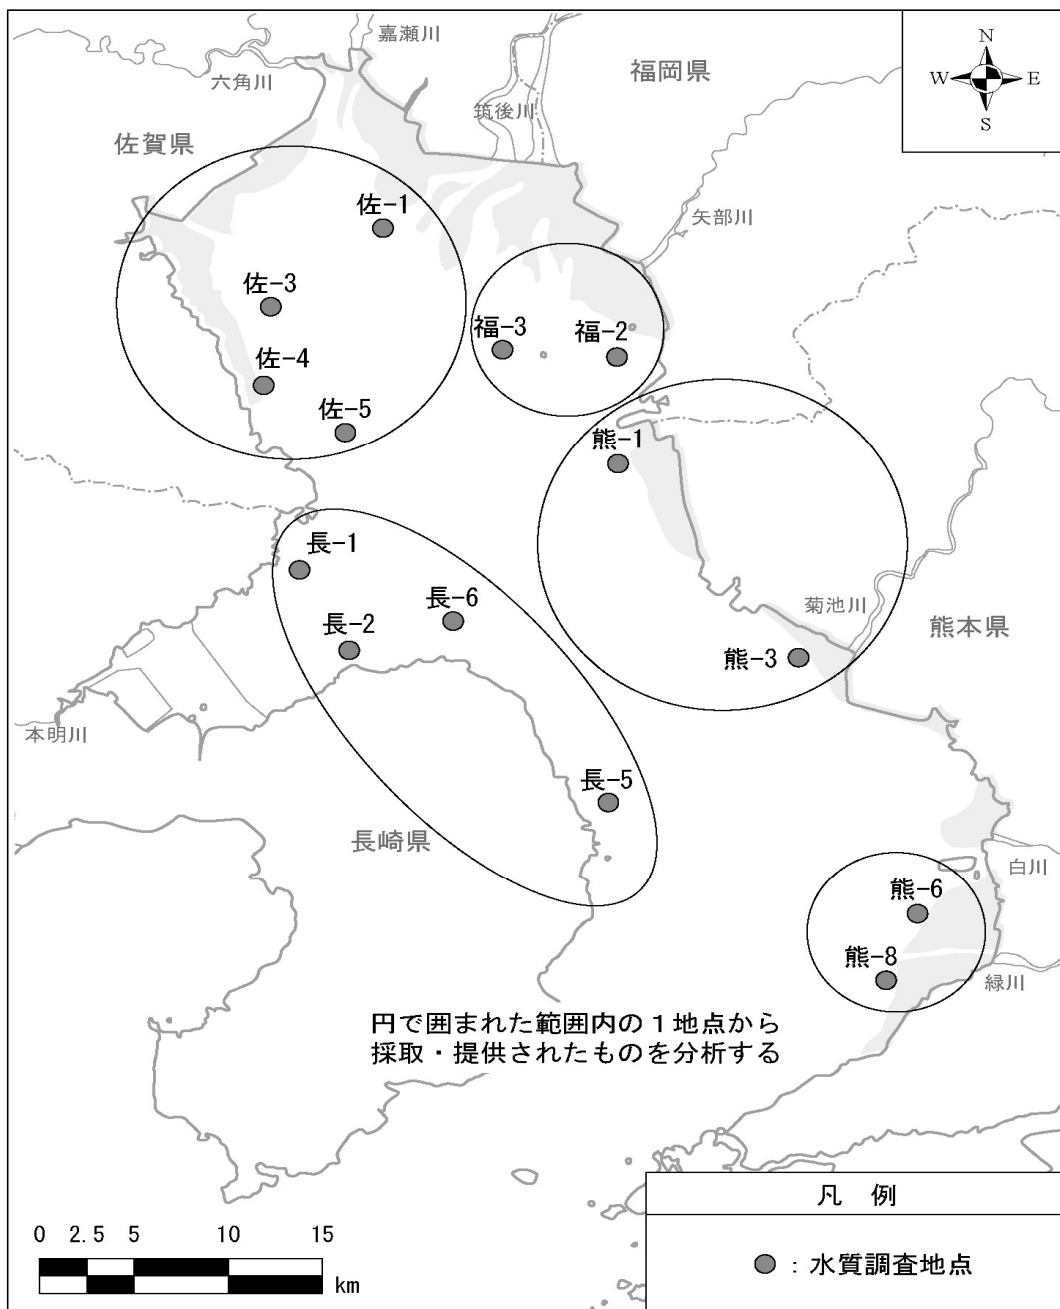 嘉瀬川
六角川
福岡県
N
W
E
S
筑後川
佐賀県
佐-1
矢部川
佐-3
福-3
福-2
佐-4
佐-5
熊-1
長-1
長-6
長-2
菊池川
熊本県
熊-3
本明川
長-5
長崎県
白川
熊-6
熊-8
緑川
円で囲まれた範囲内の1地点から
採取・提供されたものを分析する
凡 例
0 2.5 5 10 15
km
:水質調査地点